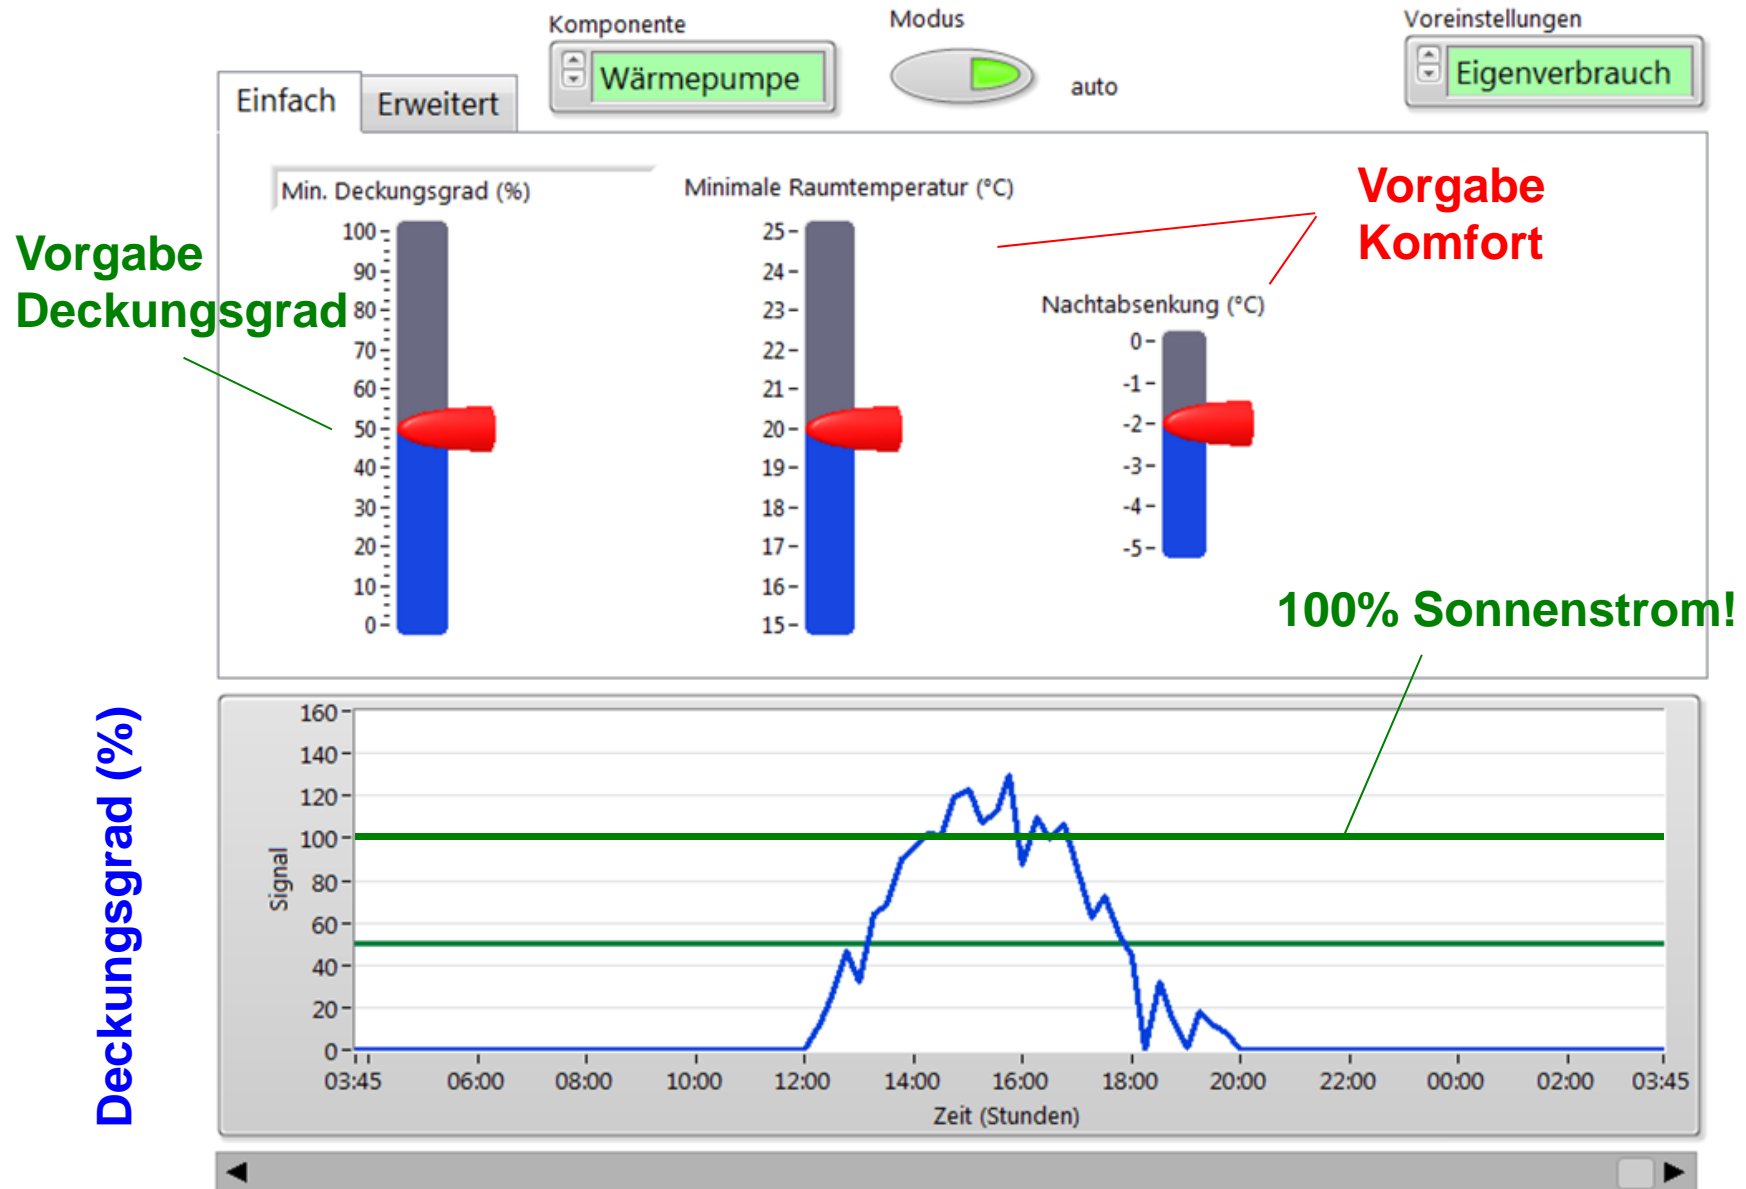 Komponente
Modus
Voreinstellungen
Wärmepumpe
auto
Eigenverbrauch
Einfach
Erweitert
Min. Deckungsgrad (%)
Minimale Raumtemperatur (°C)
Vorgabe
Komfort
Vorgabe
Deckungsgrad
Nachtabsenkung (°C)
100
90
80
70
60
50
40
30
20
10
0
25
24
23
22
21
20
19
18
17
16
15
0
-1
-2
-3
-4
-5
100% Sonnenstrom!
Deckungsgrad (%)
Signal
160
140
120
100
80
60
40
20
0
03:45 06:00 08:00 10:00 12:00 14:00 16:00 18:00 20:00 22:00 00:00 02:00 03:45
Zeit (Stunden)